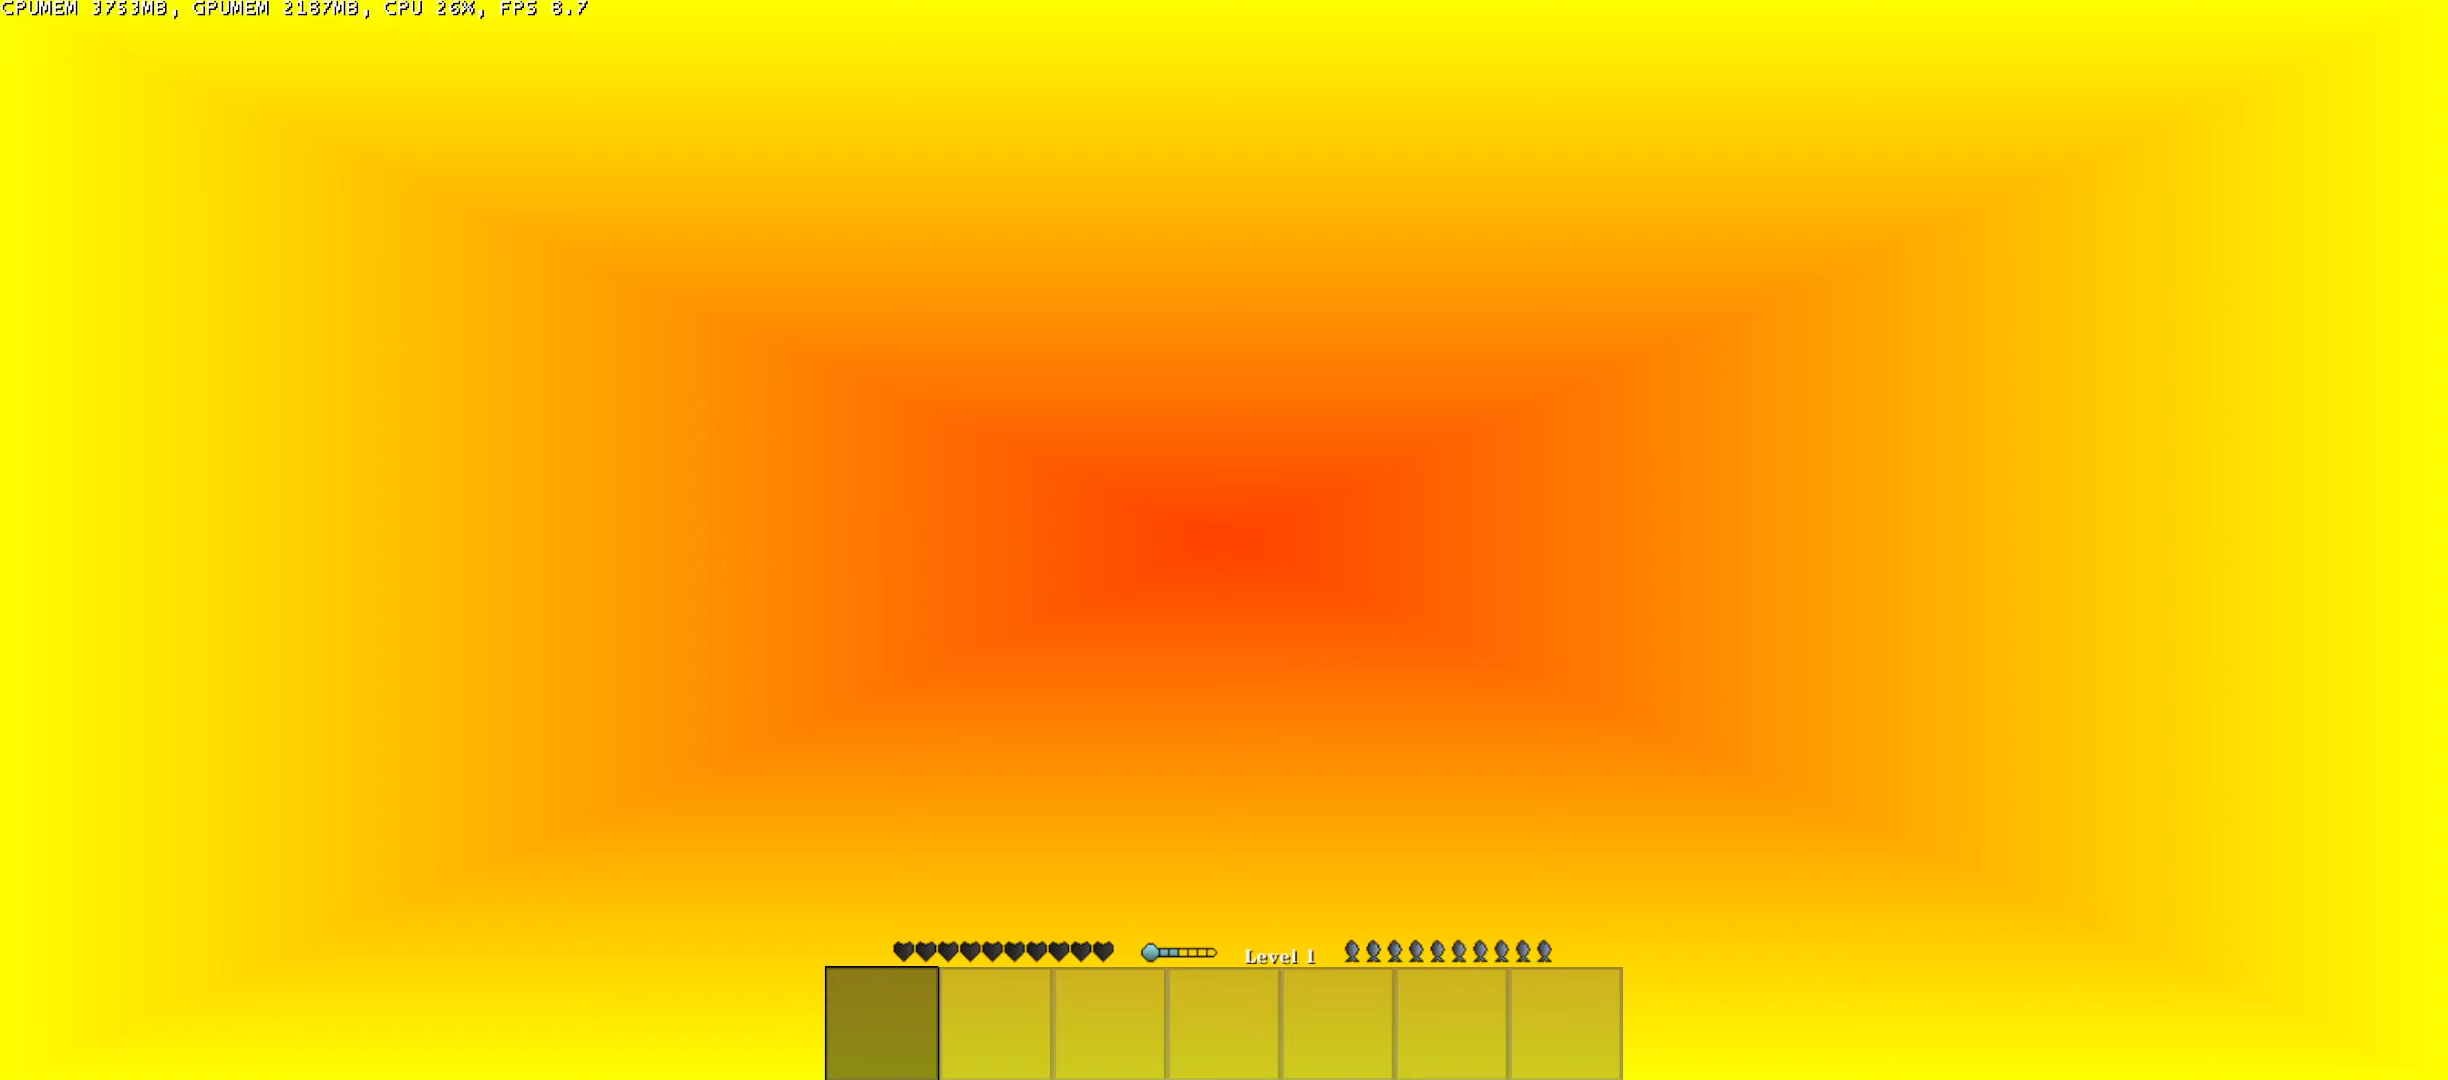 CPUMEM 3753MB, GPUMEM 2187MB, CPU 26%, FPS 8.7
Level 1